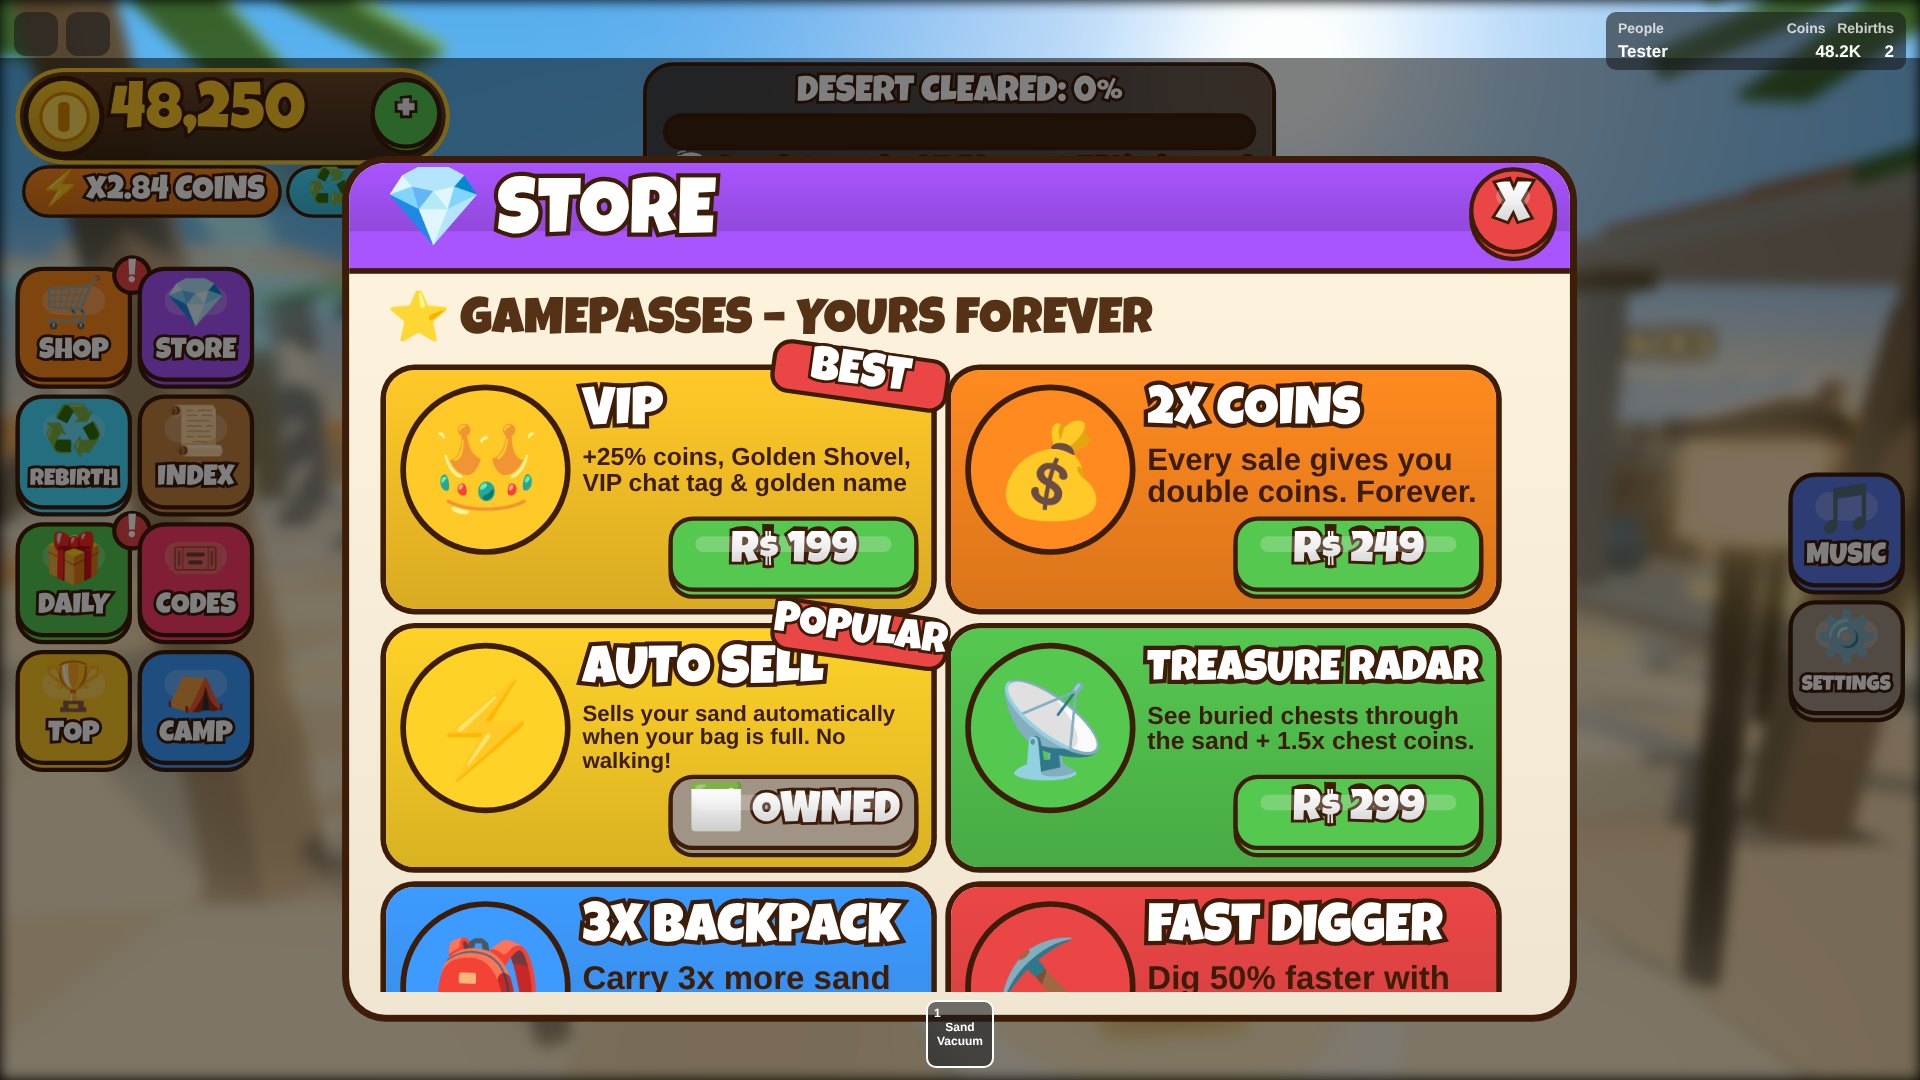 People Coins Rebirths
Tester 48.2K 2
48,250
+
DESERT CLEARED: 0%
X2.84 COINS
STORE
X
SHOP
!
STORE
REBIRTH
INDEX
DAILY
!
CODES
TOP
CAMP
MUSIC
SETTINGS
GAMEPASSES - YOURS FOREVER
BEST
VIP
+25% coins, Golden Shovel,
VIP chat tag & golden name
R$ 199
2X COINS
Every sale gives you
double coins. Forever.
R$ 249
POPULAR
AUTO SELL
Sells your sand automatically
when your bag is full. No
walking!
OWNED
TREASURE RADAR
See buried chests through
the sand + 1.5x chest coins.
R$ 299
3X BACKPACK
Carry 3x more sand
FAST DIGGER
Dig 50% faster with
1
Sand
Vacuum